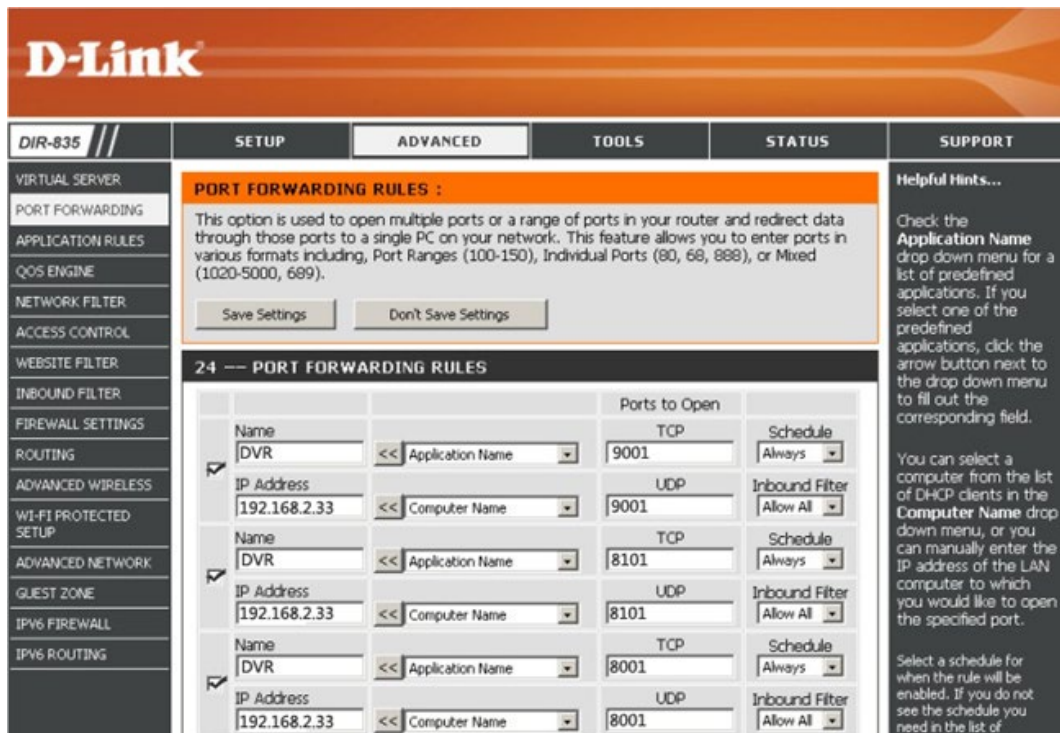 D-Link
DIR-835
SETUP
ADVANCED
TOOLS
STATUS
SUPPORT
VIRTUAL SERVER
PORT FORWARDING
APPLICATION RULES
QOS ENGINE
NETWORK FILTER
ACCESS CONTROL
WEBSITE FILTER
INBOUND FILTER
FIREWALL SETTINGS
ROUTING
ADVANCED WIRELESS
WI-FI PROTECTED
SETUP
ADVANCED NETWORK
GUEST ZONE
IPV6 FIREWALL
IPV6 ROUTING
PORT FORWARDING RULES :
This option is used to open multiple ports or a range of ports in your router and redirect data
through those ports to a single PC on your network. This feature allows you to enter ports in
various formats including, Port Ranges (100-150), Individual Ports (80, 68, 888), or Mixed
(1020-5000, 689).
Save Settings
Don't Save Settings
24 -- PORT FORWARDING RULES
Ports to Open
Name TCP Schedule
DVR << Application Name 9001 Always
IP Address UDP Inbound Filter
192.168.2.33 << Computer Name 9001 Allow All
Name TCP Schedule
DVR << Application Name 8101 Always
IP Address UDP Inbound Filter
192.168.2.33 << Computer Name 8101 Allow All
Name TCP Schedule
DVR << Application Name 8001 Always
IP Address UDP Inbound Filter
192.168.2.33 << Computer Name 8001 Allow All
Helpful Hints...
Check the
Application Name
drop down menu for a
list of predefined
applications. If you
select one of the
predefined
applications, click the
arrow button next to
the drop down menu
to fill out the
corresponding field.
You can select a
computer from the list
of DHCP clients in the
Computer Name drop
down menu, or you
can manually enter the
IP address of the LAN
computer to which
you would like to open
the specified port.
Select a schedule for
when the rule will be
enabled. If you do not
see the schedule you
need in the list of